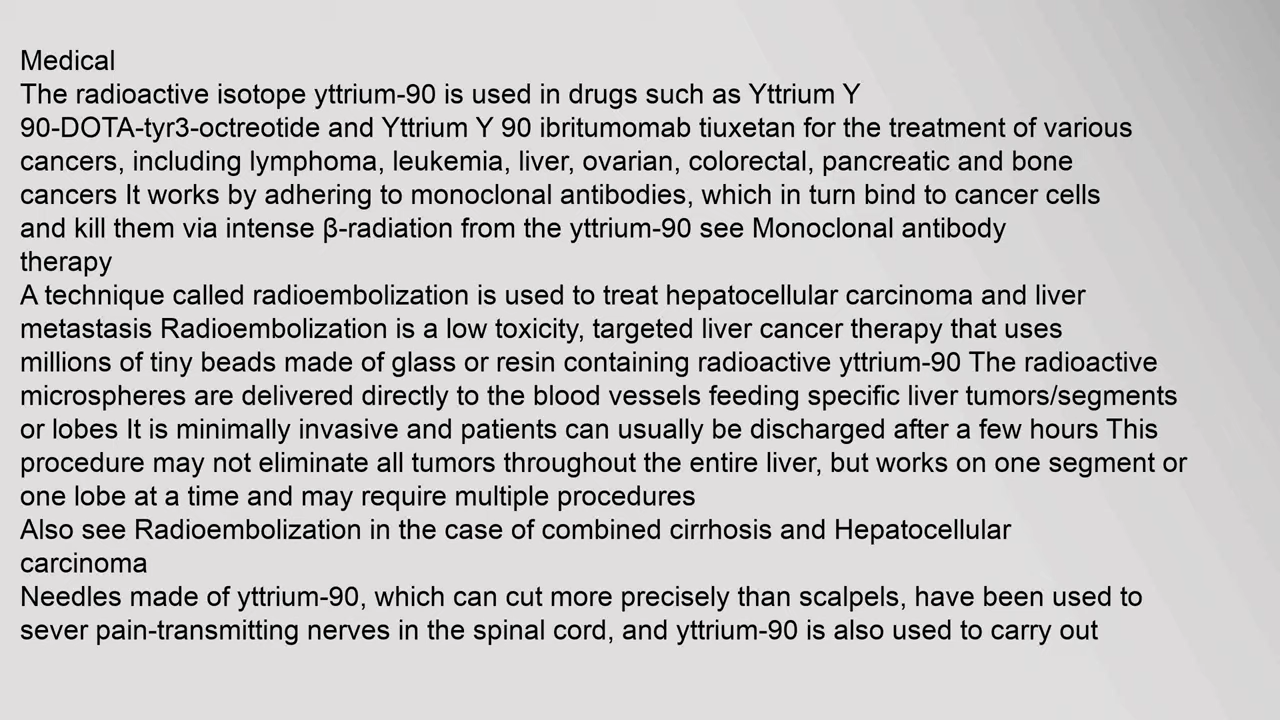 Medical
The radioactive isotope yttrium-90 is used in drugs such as Yttrium Y
90-DOTA-tyr3-octreotide and Yttrium Y 90 ibritumomab tiuxetan for the treatment of various
cancers, including lymphoma, leukemia, liver, ovarian, colorectal, pancreatic and bone
cancers It works by adhering to monoclonal antibodies, which in turn bind to cancer cells
and kill them via intense β-radiation from the yttrium-90 see Monoclonal antibody
therapy
A technique called radioembolization is used to treat hepatocellular carcinoma and liver
metastasis Radioembolization is a low toxicity, targeted liver cancer therapy that uses
millions of tiny beads made of glass or resin containing radioactive yttrium-90 The radioactive
microspheres are delivered directly to the blood vessels feeding specific liver tumors/segments
or lobes It is minimally invasive and patients can usually be discharged after a few hours This
procedure may not eliminate all tumors throughout the entire liver, but works on one segment or
one lobe at a time and may require multiple procedures
Also see Radioembolization in the case of combined cirrhosis and Hepatocellular
carcinoma
Needles made of yttrium-90, which can cut more precisely than scalpels, have been used to
sever pain-transmitting nerves in the spinal cord, and yttrium-90 is also used to carry out